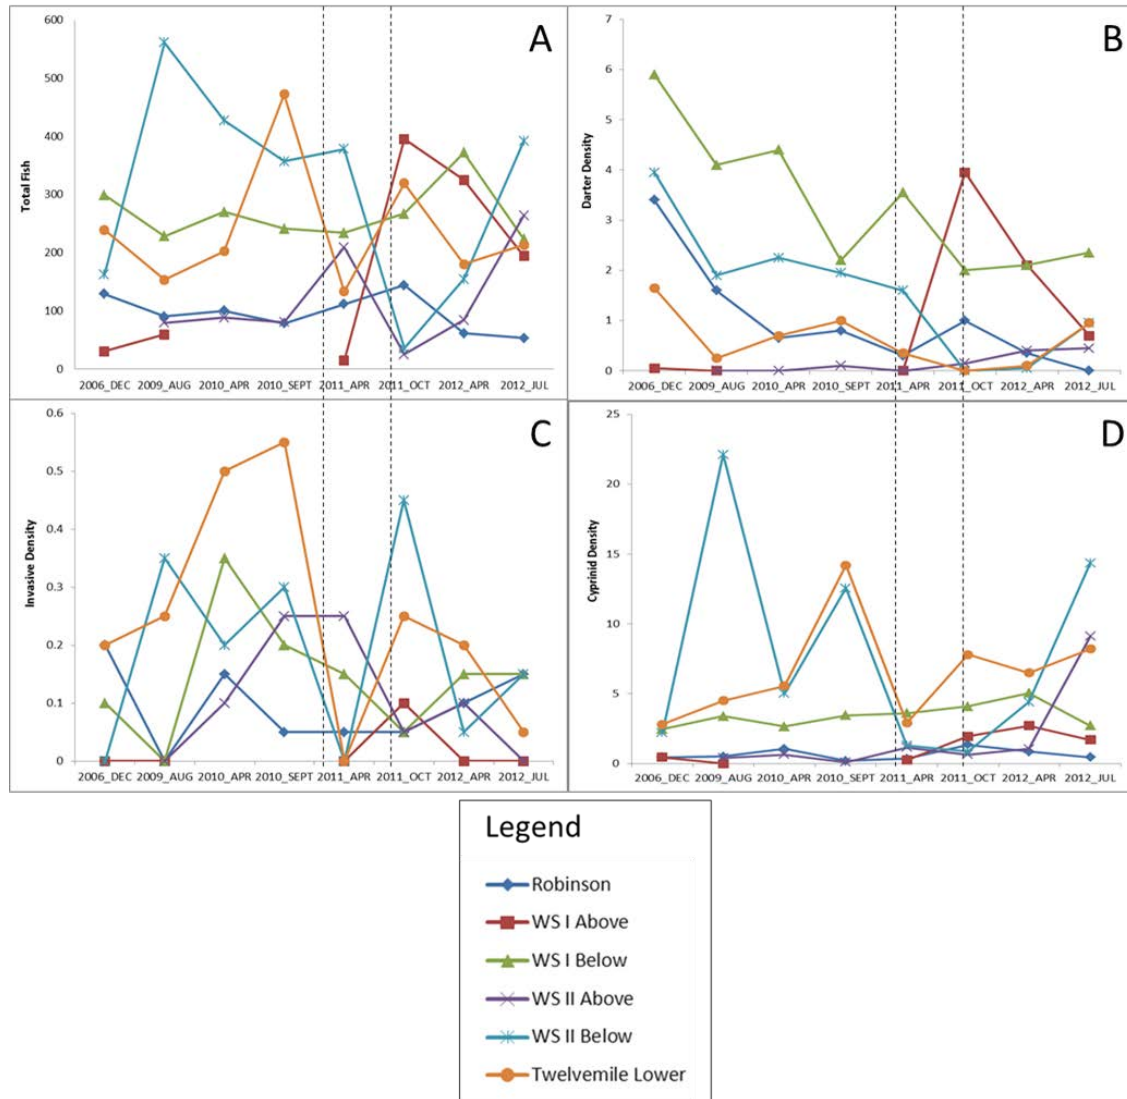 A
Total Fish
600
500
400
300
200
100
0
2006_DEC 2009_AUG 2010_APR 2010_SEPT 2011_APR 2011_OCT 2012_APR 2012_JUL
B
Darter Density
7
6
5
4
3
2
1
0
2006_DEC 2009_AUG 2010_APR 2010_SEPT 2011_APR 2011_OCT 2012_APR 2012_JUL
C
Invasive Density
0.6
0.5
0.4
0.3
0.2
0.1
0
2006_DEC 2009_AUG 2010_APR 2010_SEPT 2011_APR 2011_OCT 2012_APR 2012_JUL
D
Cyprinid Density
25
20
15
10
5
0
2006_DEC 2009_AUG 2010_APR 2010_SEPT 2011_APR 2011_OCT 2012_APR 2012_JUL
Legend
Robinson
WS I Above
WS I Below
WS II Above
WS II Below
Twelvemile Lower